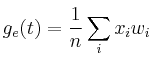 $g_e(t) = \frac{1}{n} \sum_i x_i w_i$